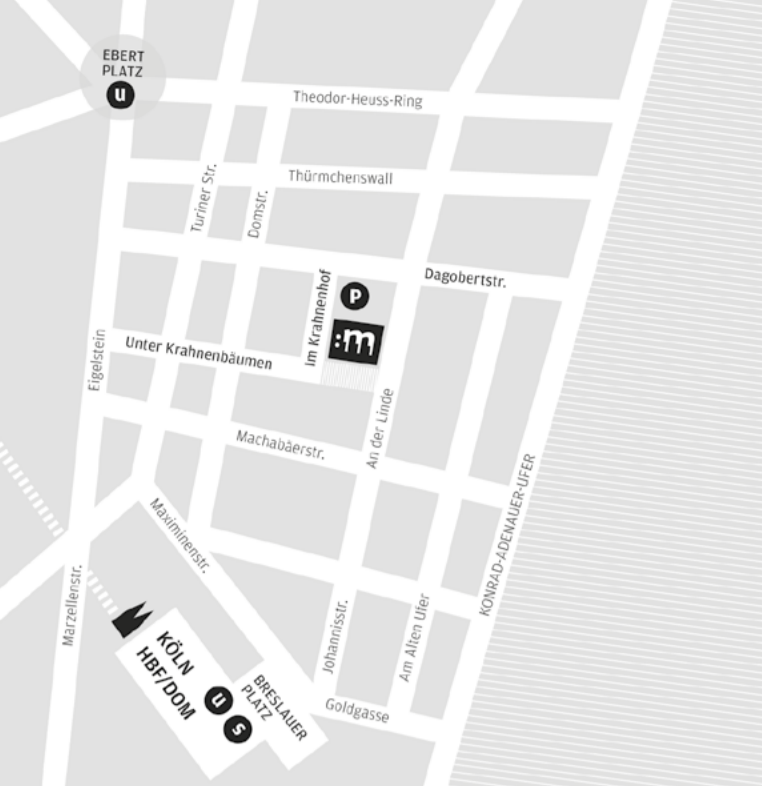 EBERT
PLATZ
u
Theodor-Heuss-Ring
Thürmchenswall
Turiner Str.
Domstr.
Dagobertstr.
Im Krahnenhof
P
:m
Unter Krahnenbäumen
Eigelstein
An der Linde
Machabäerstr.
KONRAD-ADENAUER-UFER
Maximinenstr.
Marzellenstr.
Johannisstr.
Am Alten Ufer
KÖLN
HBF/DOM
u
s
BRESLAUER
PLATZ
Goldgasse